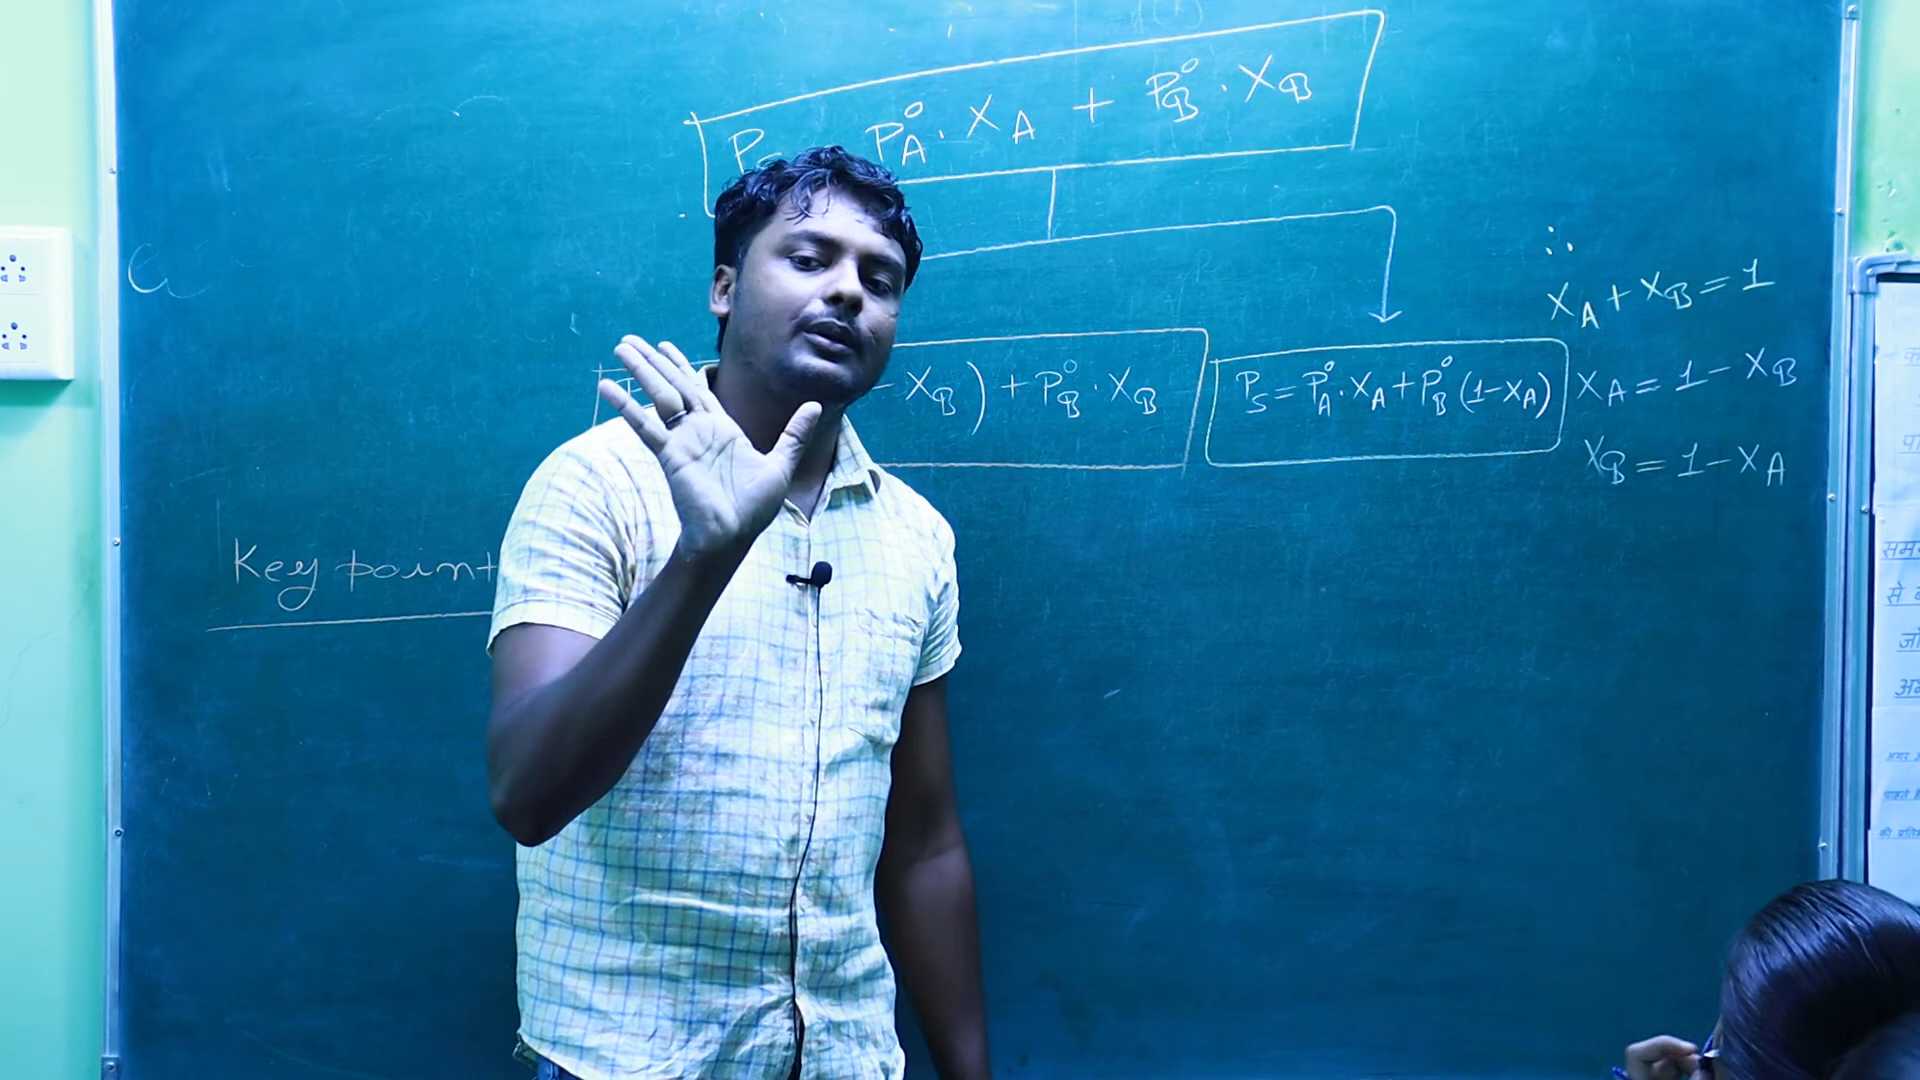 P P°A . XA + P°B . XB
∴
XA + XB = 1
- XB) + P°B . XB
PS = P°A . XA + P°B (1-XA)
XA = 1 - XB
XB = 1 - XA
Key point
से
की